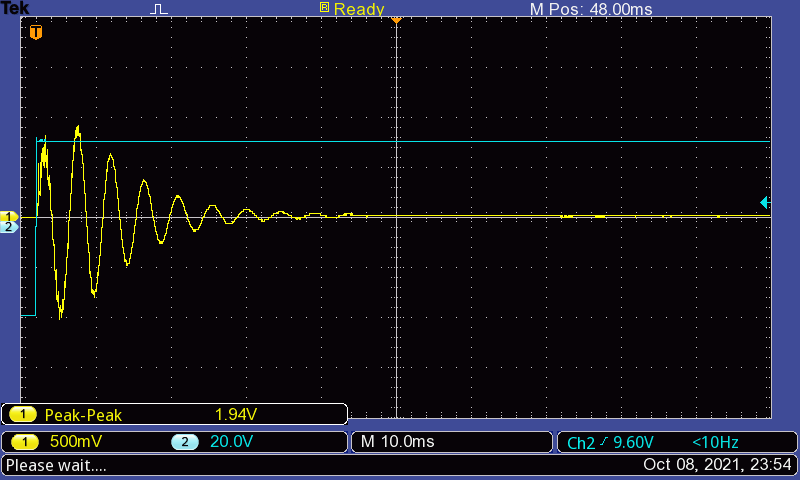 Tek
R Ready
M Pos: 48.00ms
T
1
2
1 Peak-Peak 1.94V
1 500mV 2 20.0V M 10.0ms Ch2 9.60V <10Hz
Please wait.... Oct 08, 2021, 23:54